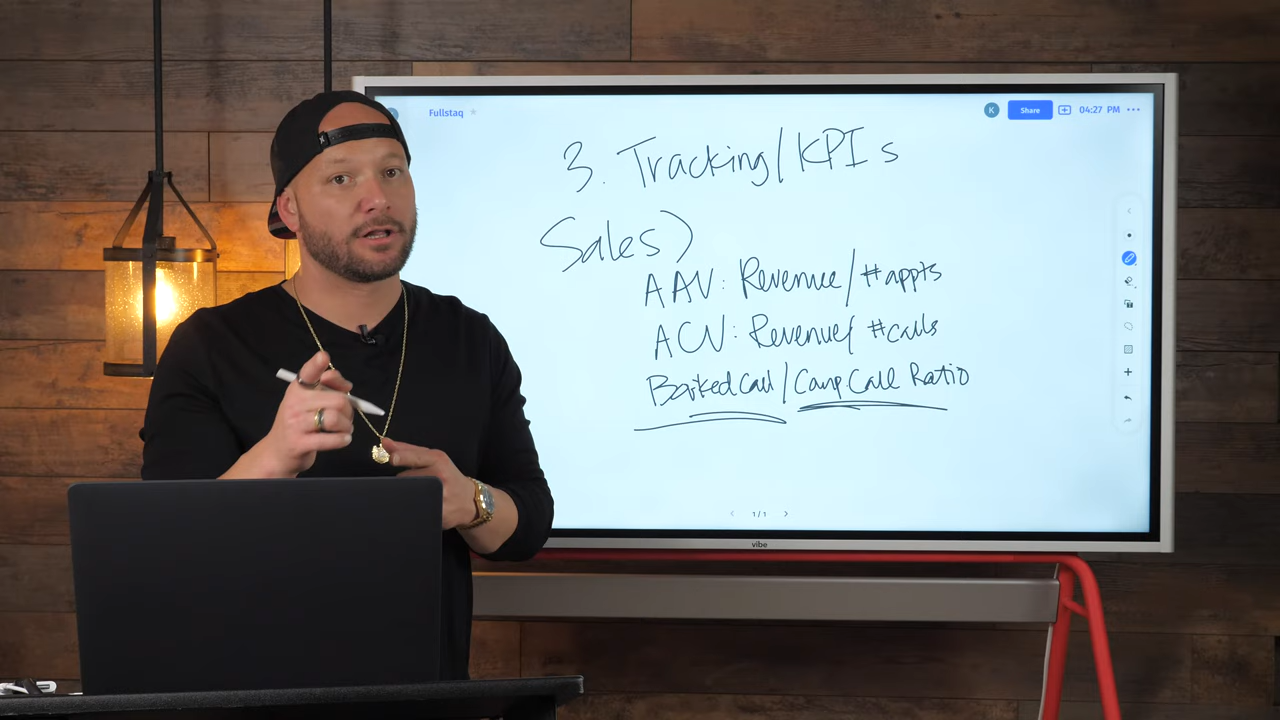 Fullstaq
K
Share
04:27 PM
3. Tracking/KPIs
Sales)
AAV: Revenue/#appts
ACV: Revenue/#calls
Booked Call/Comp Call Ratio
1/1
vibe